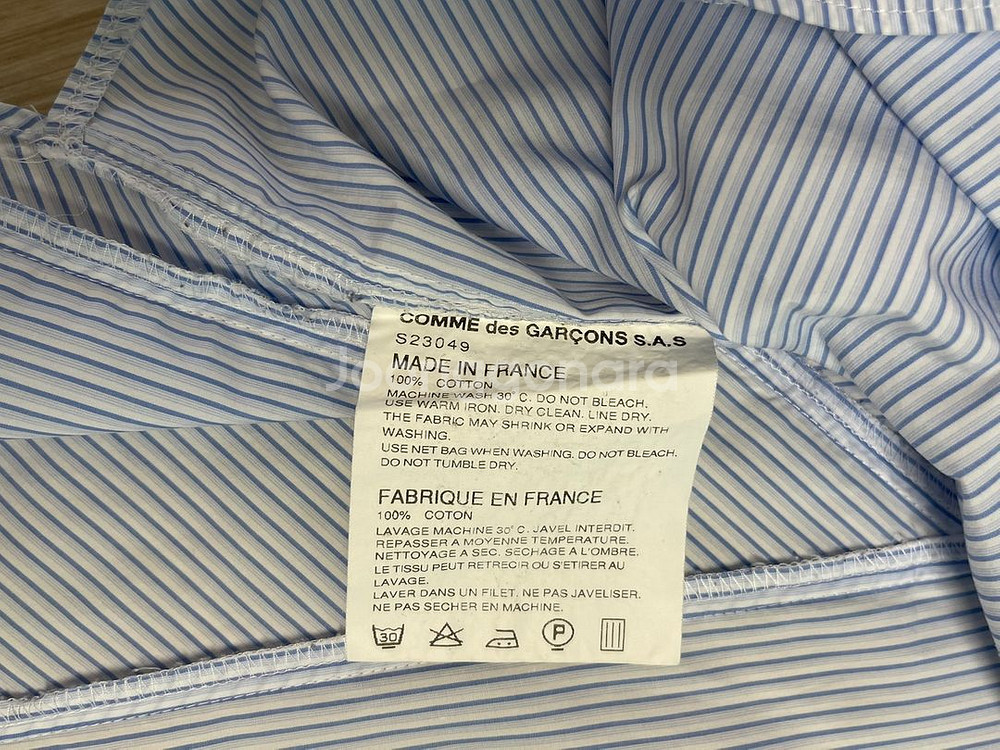 COMME des GARÇONS S.A.S
S23049
MADE IN FRANCE
100% COTTON
MACHINE WASH 30° C. DO NOT BLEACH.
USE WARM IRON. DRY CLEAN. LINE DRY.
THE FABRIC MAY SHRINK OR EXPAND WITH
WASHING.
USE NET BAG WHEN WASHING. DO NOT BLEACH.
DO NOT TUMBLE DRY.
FABRIQUE EN FRANCE
100% COTON
LAVAGE MACHINE 30° C. JAVEL INTERDIT.
REPASSER A MOYENNE TEMPERATURE.
NETTOYAGE A SEC. SECHAGE A L'OMBRE.
LE TISSU PEUT RETRECIR OU S'ETIRER AU
LAVAGE.
LAVER DANS UN FILET. NE PAS JAVELISER.
NE PAS SECHER EN MACHINE.
30 P